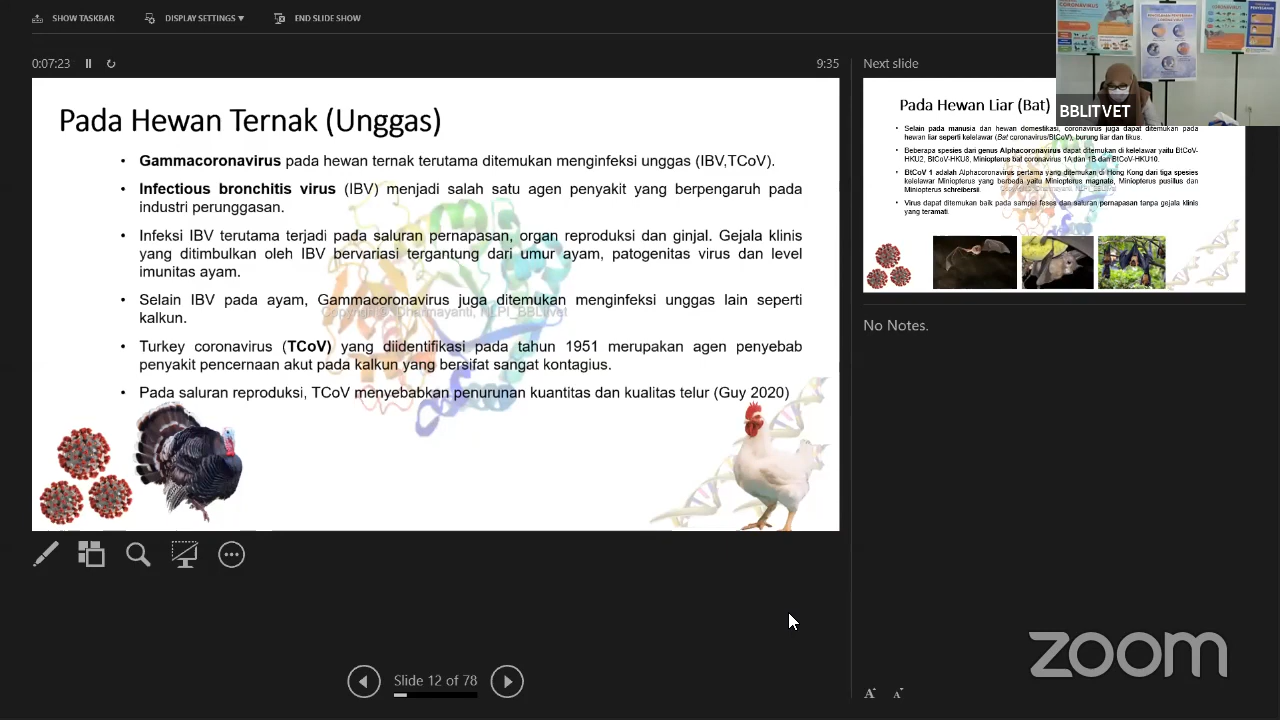 SHOW TASKBAR
DISPLAY SETTINGS ▼
END SLIDE SHOW
0:07:23
9:35
Pada Hewan Ternak (Unggas)
• Gammacoronavirus pada hewan ternak terutama ditemukan menginfeksi unggas (IBV,TCoV).
• Infectious bronchitis virus (IBV) menjadi salah satu agen penyakit yang berpengaruh pada
industri perunggasan.
• Infeksi IBV terutama terjadi pada saluran pernapasan, organ reproduksi dan ginjal. Gejala klinis
yang ditimbulkan oleh IBV bervariasi tergantung dari umur ayam, patogenitas virus dan level
imunitas ayam.
• Selain IBV pada ayam, Gammacoronavirus juga ditemukan menginfeksi unggas lain seperti
kalkun.
Copyright © Dharmayanti, NLPI_BBLitvet
• Turkey coronavirus (TCoV) yang diidentifikasi pada tahun 1951 merupakan agen penyebab
penyakit pencernaan akut pada kalkun yang bersifat sangat kontagius.
• Pada saluran reproduksi, TCoV menyebabkan penurunan kuantitas dan kualitas telur (Guy 2020)
Slide 12 of 78
Next slide
Pada Hewan Liar (Bat)
• Selain pada manusia dan hewan domestikasi, coronavirus juga dapat ditemukan pada
hewan liar seperti kelelawar (Bat coronavirus/BtCoV), burung liar dan tikus.
• Beberapa spesies dari genus Alphacoronavirus dapat ditemukan di kelelawar yaitu BtCoV-
HKU2, BtCoV-HKU8, Miniopterus bat coronavirus 1A dan 1B dan BtCoV-HKU10.
• BtCoV 1 adalah Alphacoronavirus pertama yang ditemukan di Hong Kong dari tiga spesies
kelelawar Miniopterus yang berbeda yaitu Miniopterus magnate, Miniopterus pusillus dan
Miniopterus schreibersii.
• Virus dapat ditemukan baik pada sampel feses dan saluran pernapasan tanpa gejala klinis
yang teramati.
No Notes.
CORONAVIRUS
BBLITVET
zoom
A
A